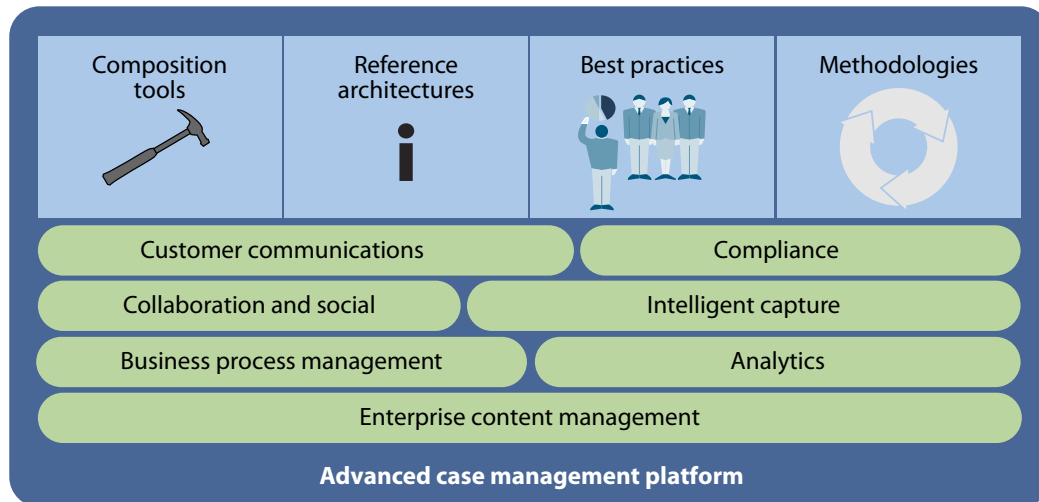 Composition
tools
Reference
architectures
Best practices
Methodologies
Customer communications
Compliance
Collaboration and social
Intelligent capture
Business process management
Analytics
Enterprise content management
Advanced case management platform